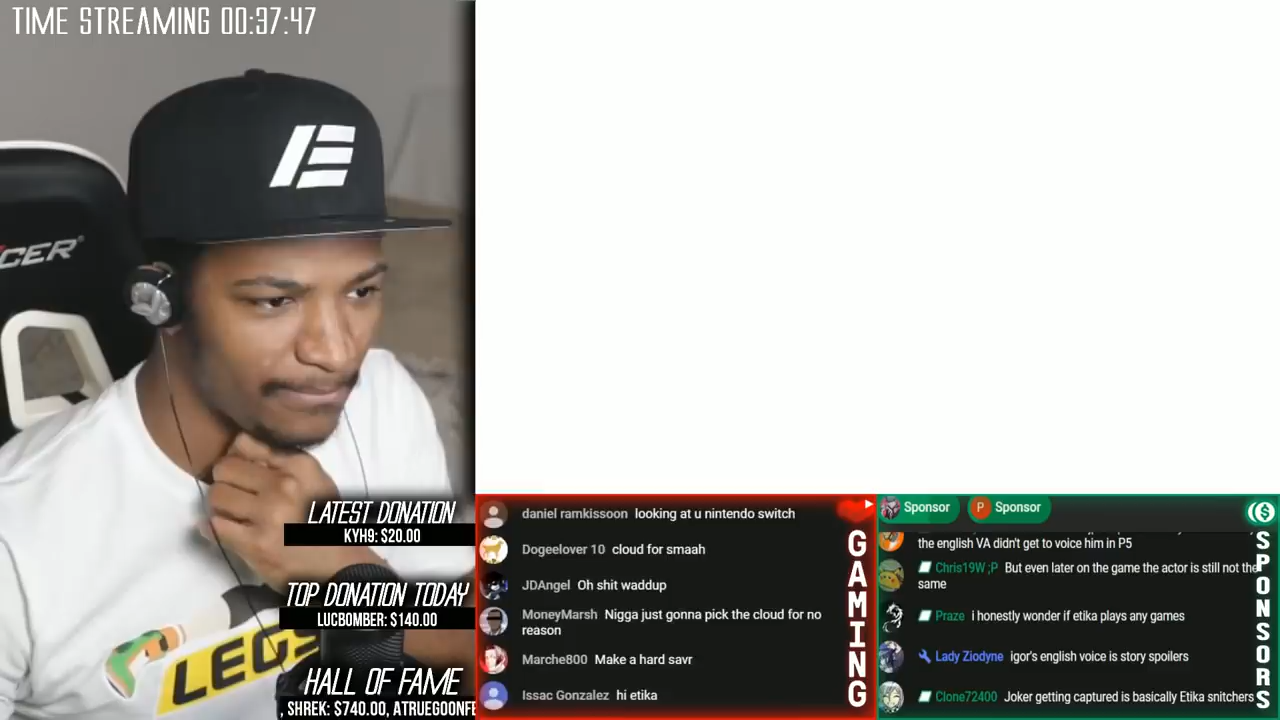 TIME STREAMING 00:37:47
CER
LATEST DONATION
KYH9: $20.00
TOP DONATION TODAY
LUCBOMBER: $140.00
LEGS
HALL OF FAME
, SHREK: $740.00, ATRUEGOONFE
daniel ramkissoon looking at u nintendo switch
Dogeelover 10 cloud for smaah
JDAngel Oh shit waddup
MoneyMarsh Nigga just gonna pick the cloud for no
reason
Marche800 Make a hard savr
Issac Gonzalez hi etika
GAMING
Sponsor P Sponsor
the english VA didn't get to voice him in P5
Chris19W ;P But even later on the game the actor is still not the
same
Praze i honestly wonder if etika plays any games
Lady Ziodyne igor's english voice is story spoilers
Clone72400 Joker getting captured is basically Etika snitchers
SPONSORS